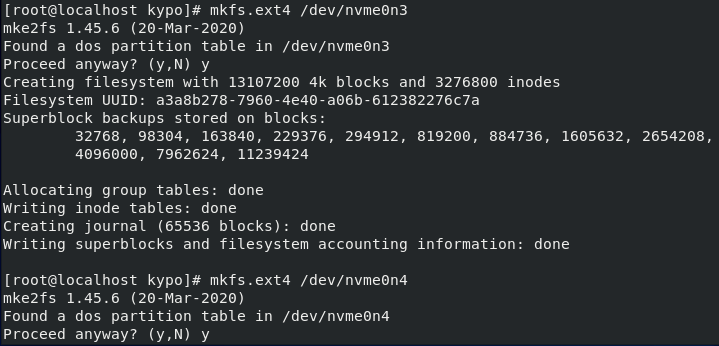 [root@localhost kypo]# mkfs.ext4 /dev/nvme0n3
mke2fs 1.45.6 (20-Mar-2020)
Found a dos partition table in /dev/nvme0n3
Proceed anyway? (y,N) y
Creating filesystem with 13107200 4k blocks and 3276800 inodes
Filesystem UUID: a3a8b278-7960-4e40-a06b-612382276c7a
Superblock backups stored on blocks:
        32768, 98304, 163840, 229376, 294912, 819200, 884736, 1605632, 2654208,
        4096000, 7962624, 11239424

Allocating group tables: done
Writing inode tables: done
Creating journal (65536 blocks): done
Writing superblocks and filesystem accounting information: done

[root@localhost kypo]# mkfs.ext4 /dev/nvme0n4
mke2fs 1.45.6 (20-Mar-2020)
Found a dos partition table in /dev/nvme0n4
Proceed anyway? (y,N) y